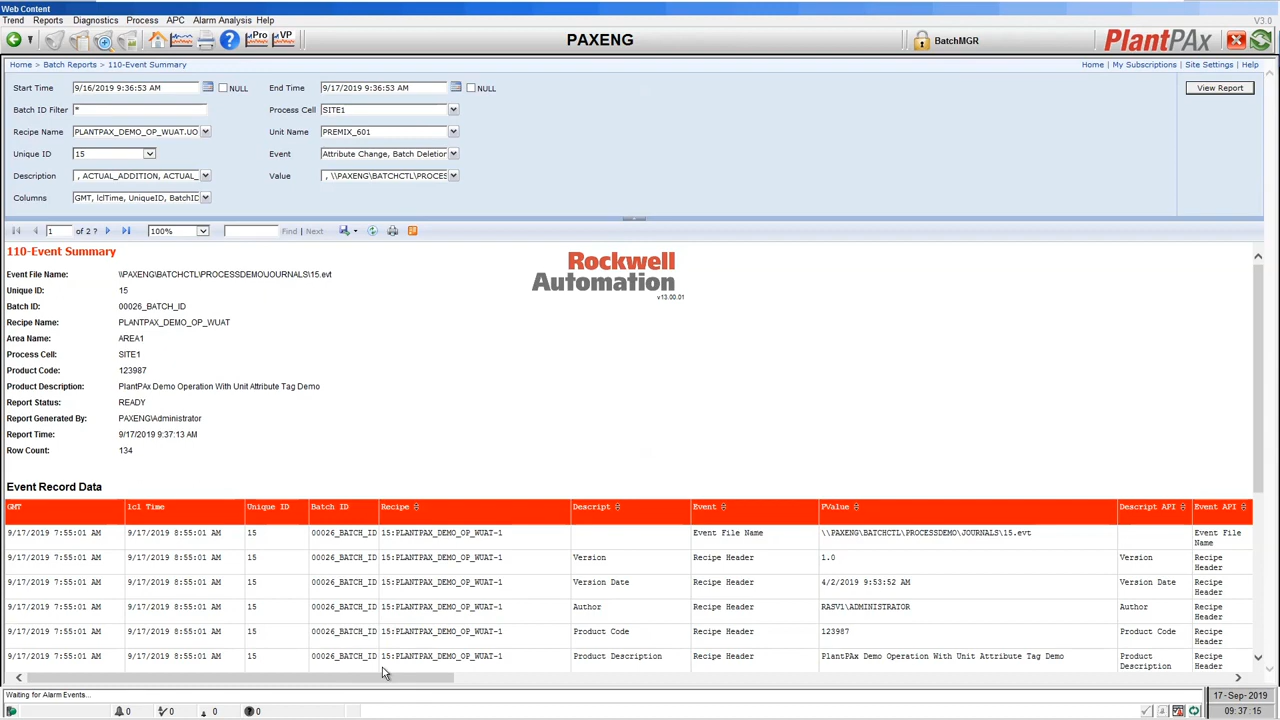 Web Content
Trend Reports Diagnostics Process APC Alarm Analysis Help V3.0
Pro VP PAXENG BatchMGR PlantPAx
Home > Batch Reports > 110-Event Summary Home | My Subscriptions | Site Settings | Help
Start Time 9/16/2019 9:36:53 AM NULL End Time 9/17/2019 9:36:53 AM NULL View Report
Batch ID Filter * Process Cell SITE1
Recipe Name PLANTPAX_DEMO_OP_WUAT.UO Unit Name PREMIX_601
Unique ID 15 Event Attribute Change, Batch Deletion
Description , ACTUAL_ADDITION, ACTUAL_ Value , \\PAXENG\BATCHCTL\PROCES
Columns GMT, lclTime, UniqueID, BatchID
1 of 2 ? 100% Find | Next
110-Event Summary
Rockwell Automation
v13.00.01
Event File Name: \\PAXENG\BATCHCTL\PROCESSDEMO\JOURNALS\15.evt
Unique ID: 15
Batch ID: 00026_BATCH_ID
Recipe Name: PLANTPAX_DEMO_OP_WUAT
Area Name: AREA1
Process Cell: SITE1
Product Code: 123987
Product Description: PlantPAx Demo Operation With Unit Attribute Tag Demo
Report Status: READY
Report Generated By: PAXENG\Administrator
Report Time: 9/17/2019 9:37:13 AM
Row Count: 134
Event Record Data
GMT lcl Time Unique ID Batch ID Recipe Descript Event PValue Descript API Event API
9/17/2019 7:55:01 AM 9/17/2019 8:55:01 AM 15 00026_BATCH_ID 15:PLANTPAX_DEMO_OP_WUAT-1 Event File Name \\PAXENG\BATCHCTL\PROCESSDEMO\JOURNALS\15.evt Event File Name
9/17/2019 7:55:01 AM 9/17/2019 8:55:01 AM 15 00026_BATCH_ID 15:PLANTPAX_DEMO_OP_WUAT-1 Version Recipe Header 1.0 Version Recipe Header
9/17/2019 7:55:01 AM 9/17/2019 8:55:01 AM 15 00026_BATCH_ID 15:PLANTPAX_DEMO_OP_WUAT-1 Version Date Recipe Header 4/2/2019 9:53:52 AM Version Date Recipe Header
9/17/2019 7:55:01 AM 9/17/2019 8:55:01 AM 15 00026_BATCH_ID 15:PLANTPAX_DEMO_OP_WUAT-1 Author Recipe Header RASV1\ADMINISTRATOR Author Recipe Header
9/17/2019 7:55:01 AM 9/17/2019 8:55:01 AM 15 00026_BATCH_ID 15:PLANTPAX_DEMO_OP_WUAT-1 Product Code Recipe Header 123987 Product Code Recipe Header
9/17/2019 7:55:01 AM 9/17/2019 8:55:01 AM 15 00026_BATCH_ID 15:PLANTPAX_DEMO_OP_WUAT-1 Product Description Recipe Header PlantPAx Demo Operation With Unit Attribute Tag Demo Product Description Recipe Header
Waiting for Alarm Events... 17-Sep-2019
0 0 0 0 09:37:15